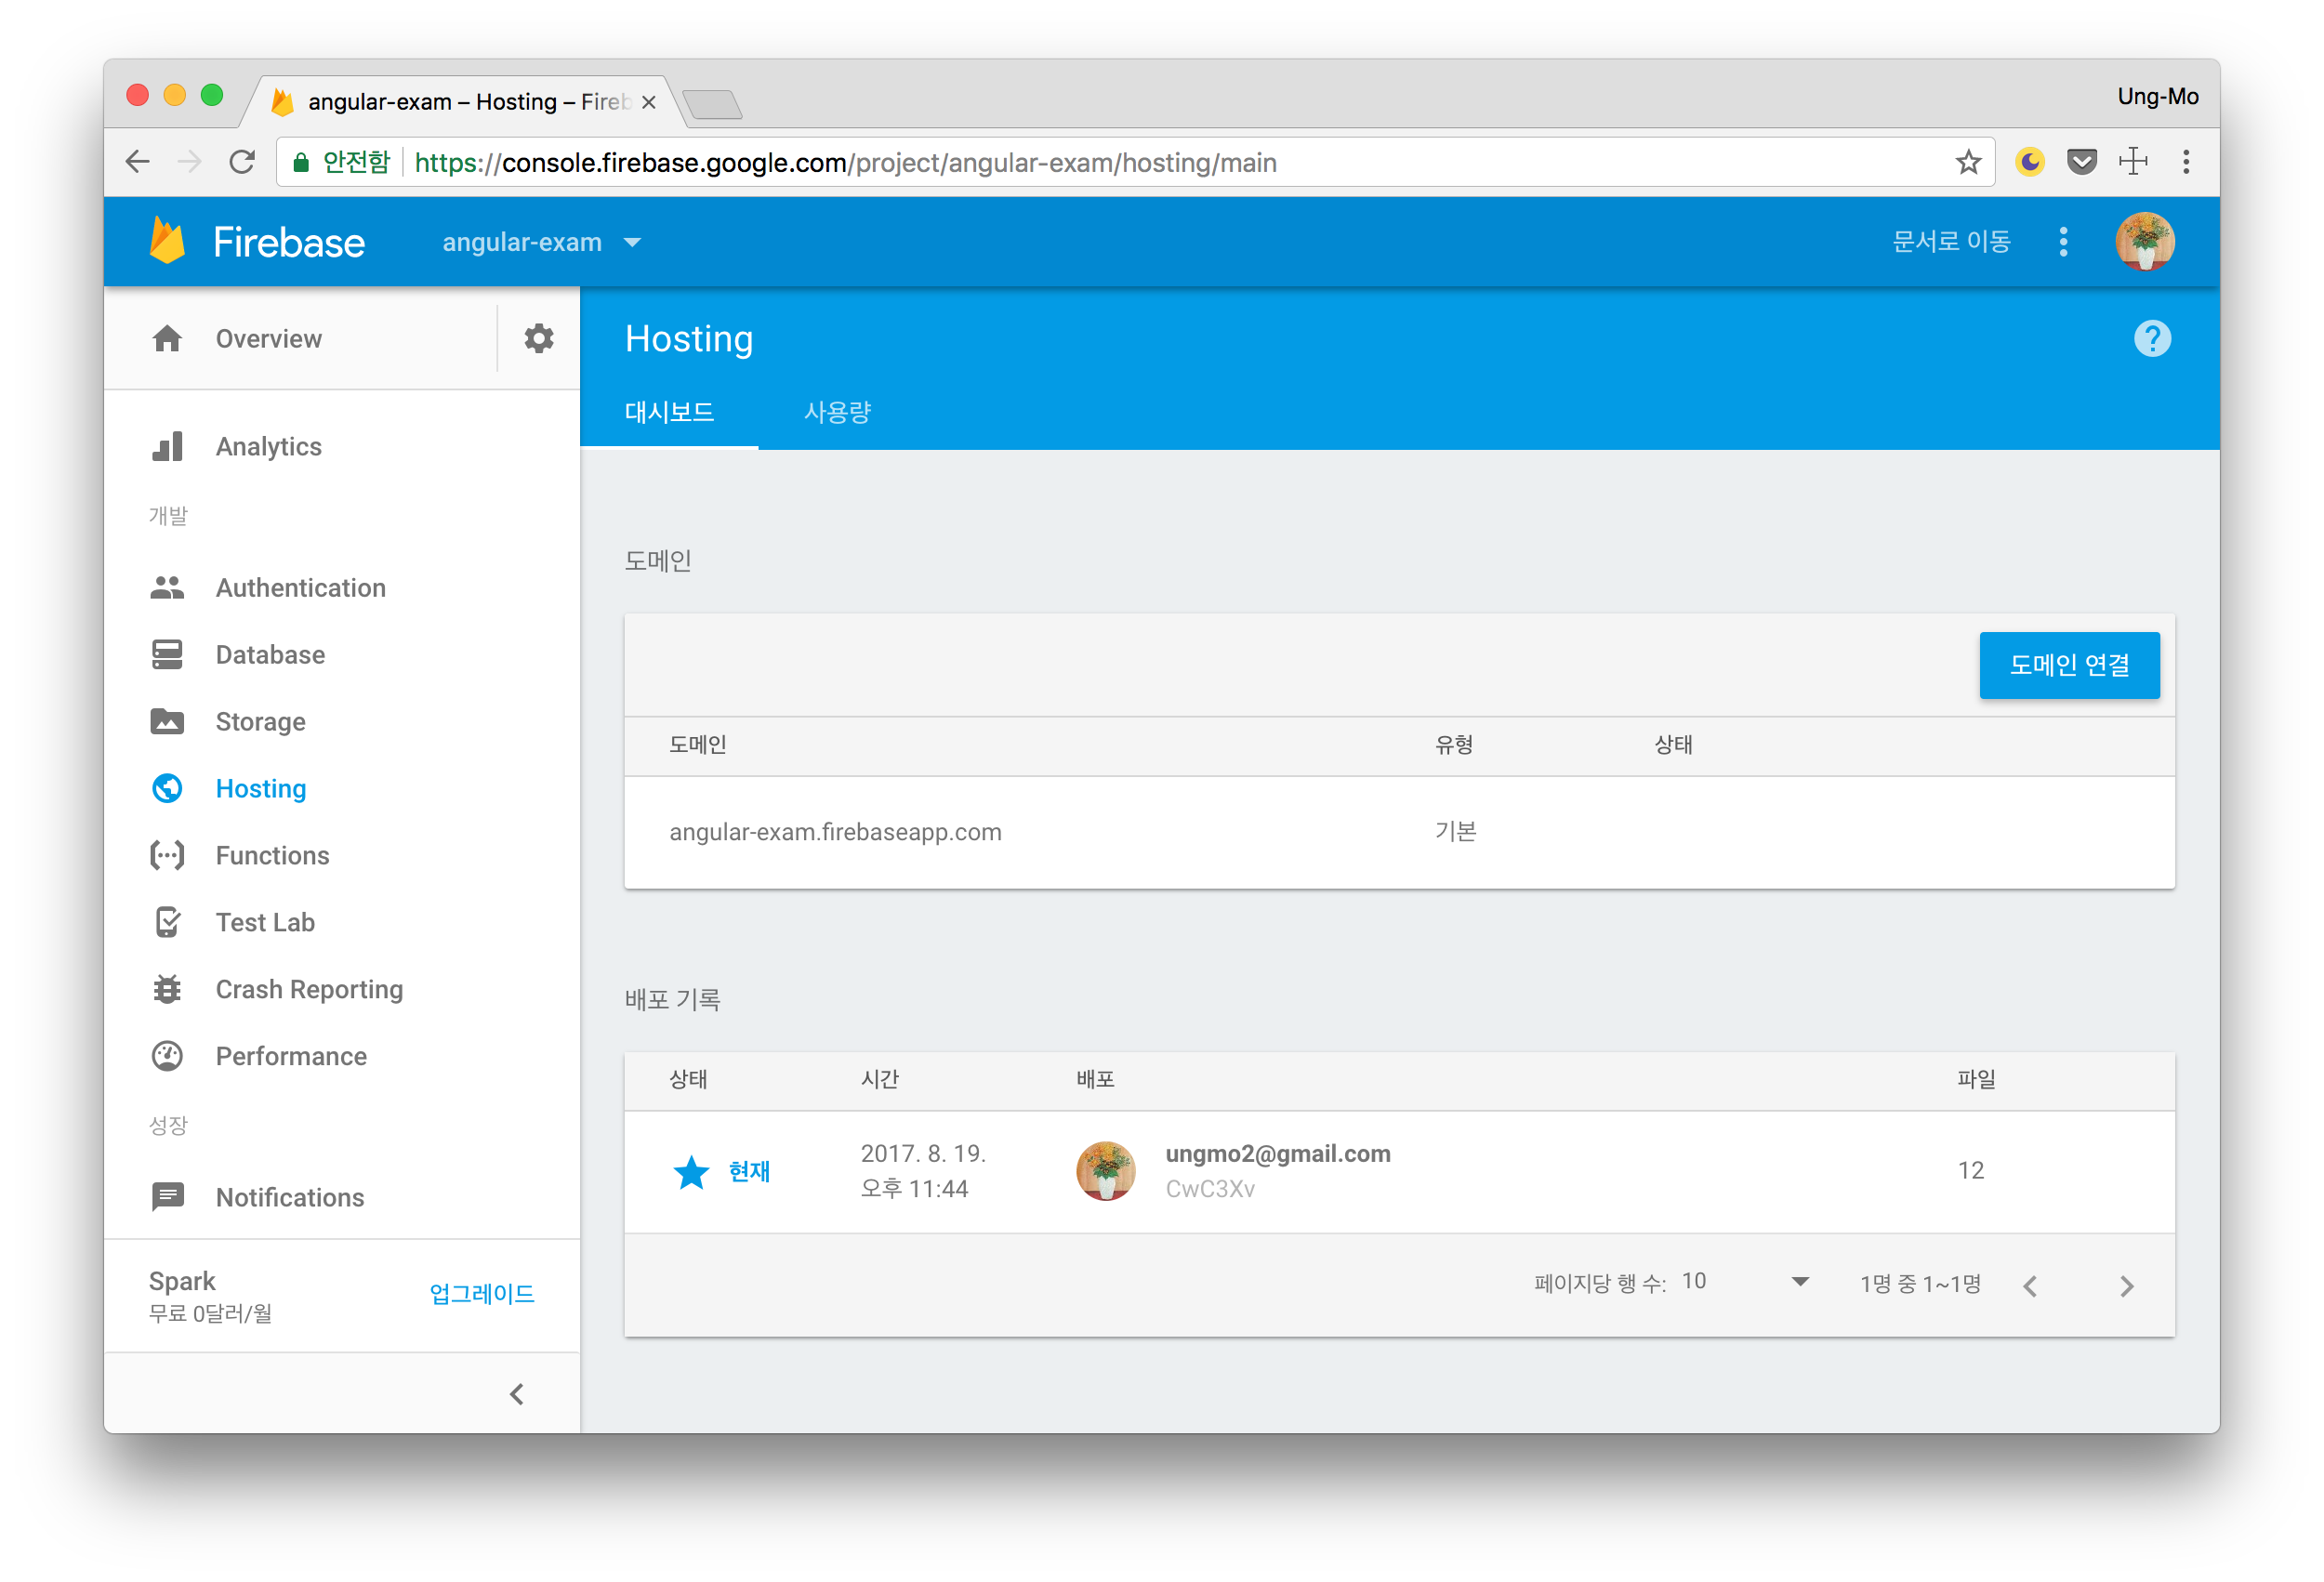 angular-exam – Hosting – Fireb
Ung-Mo
안전함 https://console.firebase.google.com/project/angular-exam/hosting/main
Firebase angular-exam 문서로 이동
Overview
Analytics
개발
Authentication
Database
Storage
Hosting
Functions
Test Lab
Crash Reporting
Performance
성장
Notifications
Spark
무료 0달러/월
업그레이드
Hosting
대시보드 사용량
도메인
도메인 연결
도메인 유형 상태
angular-exam.firebaseapp.com 기본
배포 기록
상태 시간 배포 파일
현재
2017. 8. 19.
오후 11:44
ungmo2@gmail.com
CwC3Xv
12
페이지당 행 수: 10 1명 중 1~1명